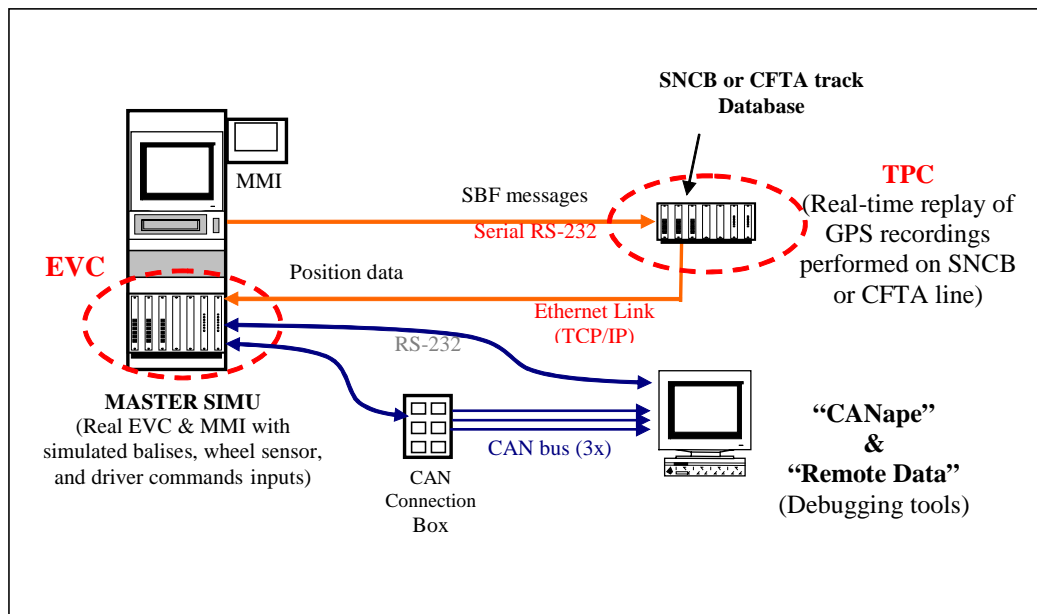 SNCB or CFTA track
Database
MMI
SBF messages
Serial RS-232
TPC
(Real-time replay of
GPS recordings
performed on SNCB
or CFTA line)
EVC
Position data
Ethernet Link
(TCP/IP)
RS-232
MASTER SIMU
(Real EVC & MMI with
simulated balises, wheel sensor,
and driver commands inputs)
CAN bus (3x)
CAN
Connection
Box
“CANape”
&
“Remote Data”
(Debugging tools)